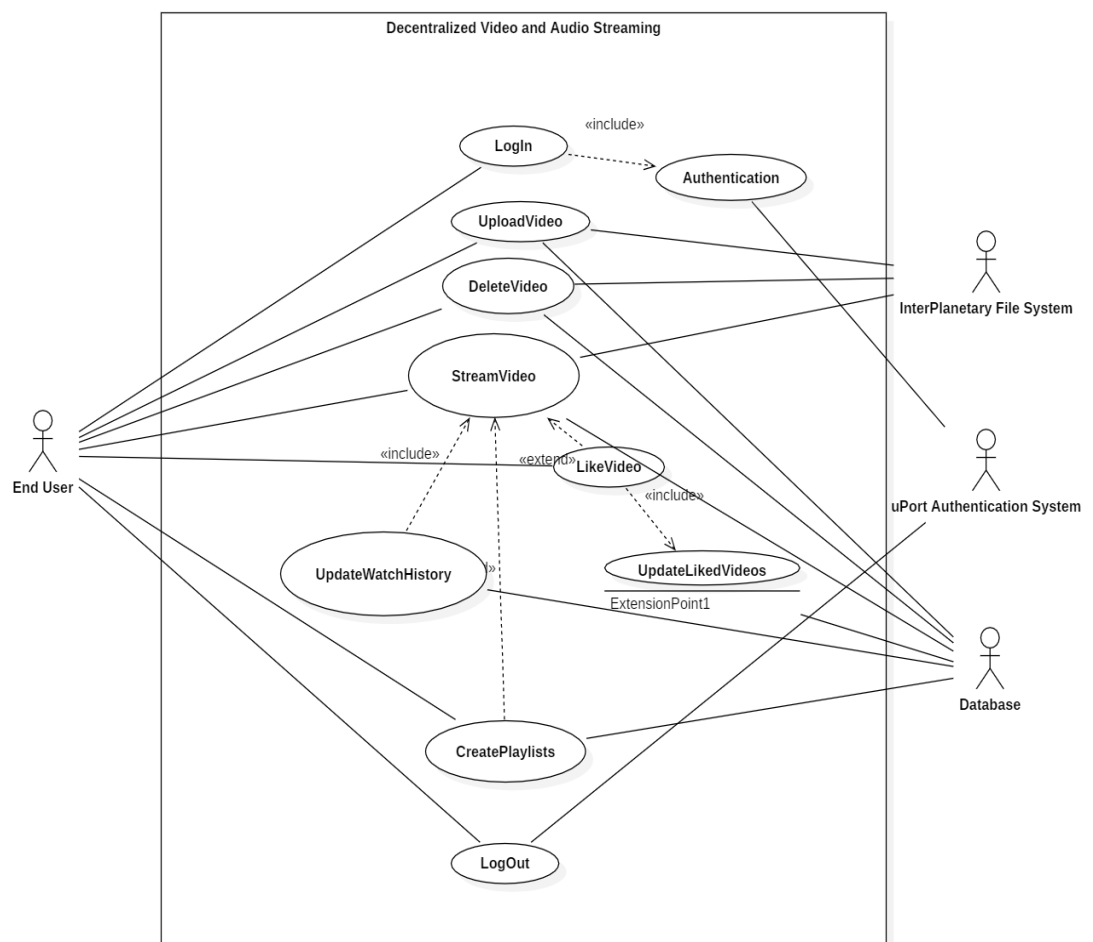 Decentralized Video and Audio Streaming
«include»
LogIn
Authentication
UploadVideo
DeleteVideo
InterPlanetary File System
StreamVideo
«include»
«extend»
LikeVideo
End User
«include»
uPort Authentication System
UpdateWatchHistory
»
UpdateLikedVideos
ExtensionPoint1
Database
CreatePlaylists
LogOut